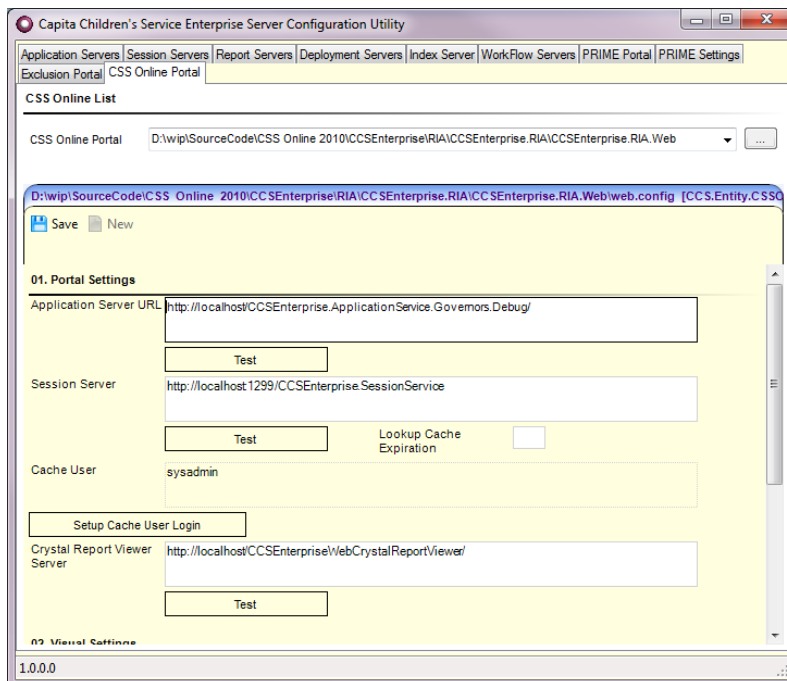 Capita Children's Service Enterprise Server Configuration Utility
Application Servers Session Servers Report Servers Deployment Servers Index Server WorkFlow Servers PRIME Portal PRIME Settings
Exclusion Portal CSS Online Portal
CSS Online List
CSS Online Portal D:\wip\SourceCode\CSS Online 2010\CCSEnterprise\RIA\CCSEnterprise.RIA\CCSEnterprise.RIA.Web ...
D:\wip\SourceCode\CSS Online 2010\CCSEnterprise\RIA\CCSEnterprise.RIA\CCSEnterprise.RIA.Web\web.config [CCS.Entity.CSSO
Save New
01. Portal Settings
Application Server URL http://localhost/CCSEnterprise.ApplicationService.Governors.Debug/
Test
Session Server http://localhost:1299/CCSEnterprise.SessionService
Test Lookup Cache
Expiration
Cache User sysadmin
Setup Cache User Login
Crystal Report Viewer http://localhost/CCSEnterpriseWebCrystalReportViewer/
Server
Test
02. Visual Settings
1.0.0.0